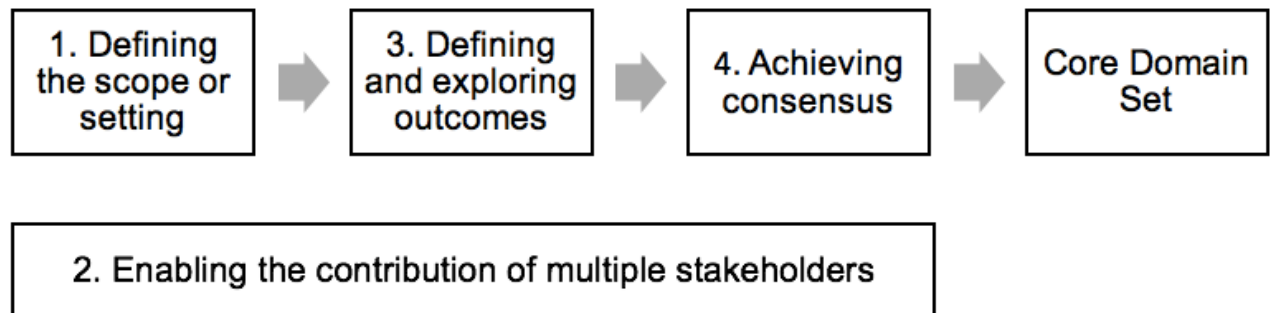 1. Defining
the scope or
setting
3. Defining
and exploring
outcomes
4. Achieving
consensus
Core Domain
Set
2. Enabling the contribution of multiple stakeholders